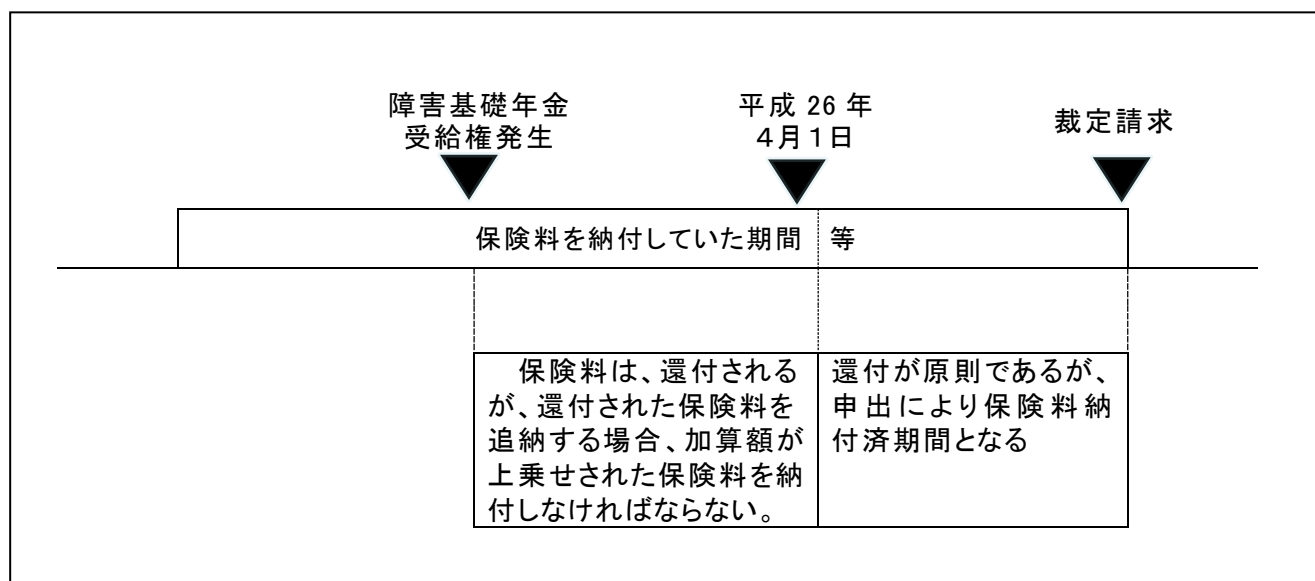 障害基礎年金
受給権発生
平成 26 年
４月１日
裁定請求
保険料を納付していた期間 等
保険料は、還付される
が、還付された保険料を
追納する場合、加算額が
上乗せされた保険料を納
付しなければならない。
還付が原則であるが、
申出により保険料納
付済期間となる